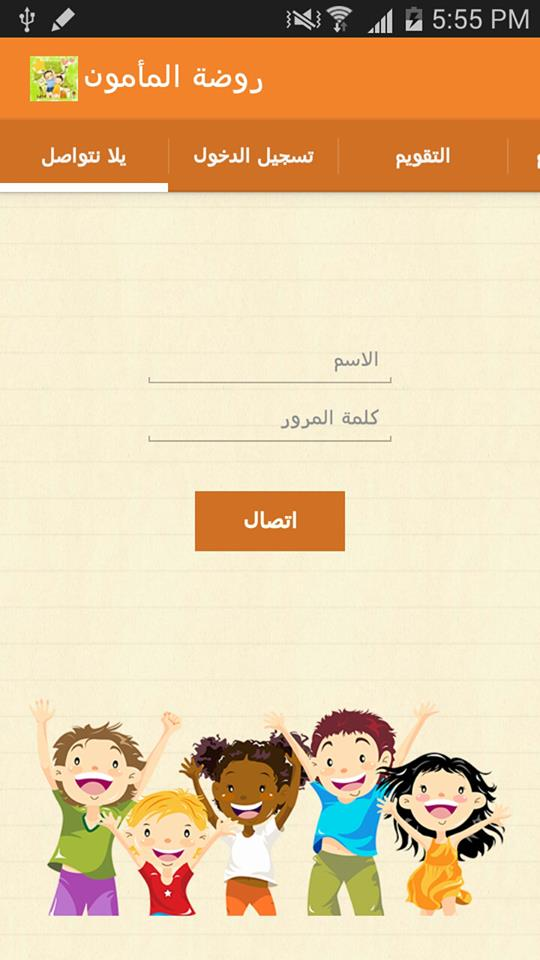 5:55 PM
روضة المأمون
يلا نتواصل
تسجيل الدخول
التقويم
الاسم
كلمة المرور
اتصال